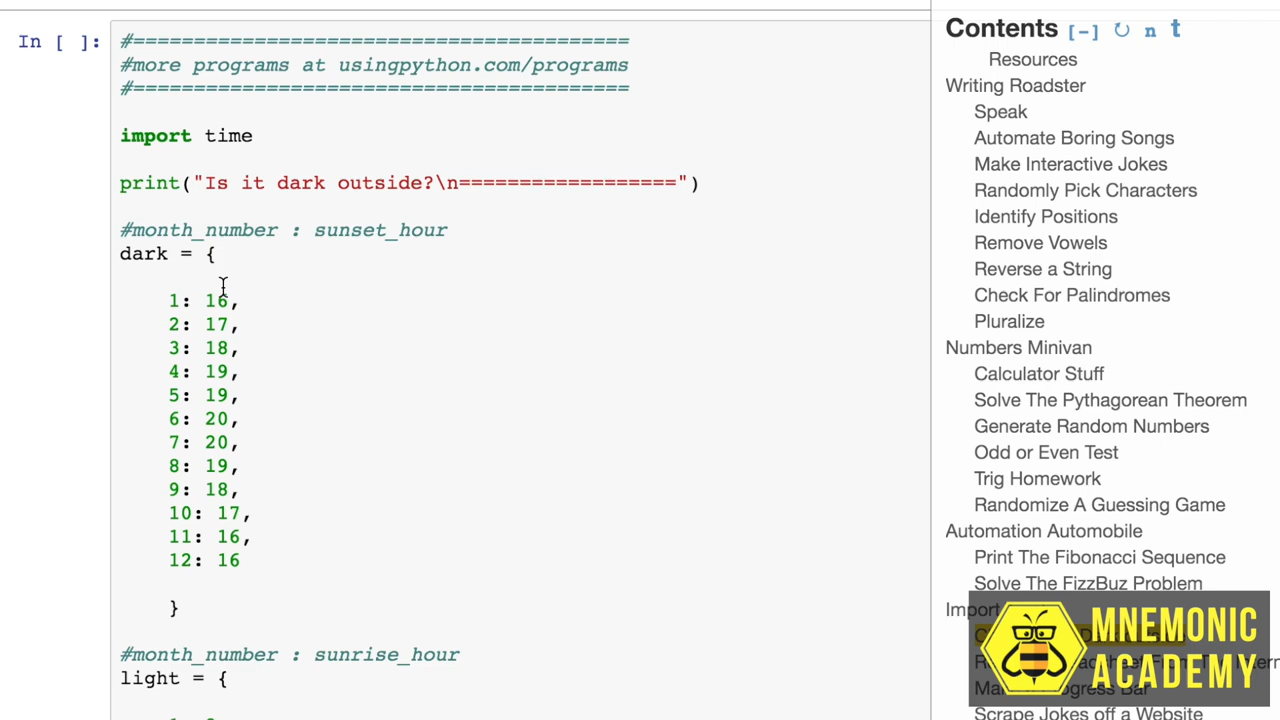 In [ ]:
#=========================================
#more programs at usingpython.com/programs
#=========================================
import time
print("Is it dark outside?\n==================")
#month_number : sunset_hour
dark = {
1: 16,
2: 17,
3: 18,
4: 19,
5: 19,
6: 20,
7: 20,
8: 19,
9: 18,
10: 17,
11: 16,
12: 16
}
#month_number : sunrise_hour
light = {
Contents [-] ↻ n t
Resources
Writing Roadster
Speak
Automate Boring Songs
Make Interactive Jokes
Randomly Pick Characters
Identify Positions
Remove Vowels
Reverse a String
Check For Palindromes
Pluralize
Numbers Minivan
Calculator Stuff
Solve The Pythagorean Theorem
Generate Random Numbers
Odd or Even Test
Trig Homework
Randomize A Guessing Game
Automation Automobile
Print The Fibonacci Sequence
Solve The FizzBuz Problem
Scrape Jokes off a Website
MNEMONIC
ACADEMY